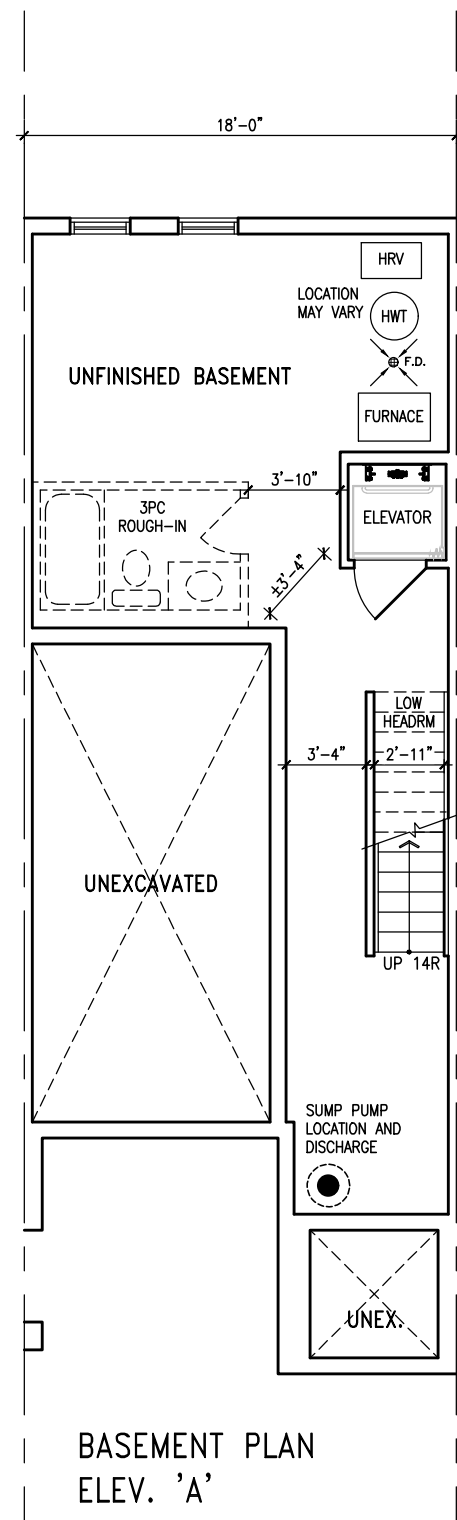 18'-0"
HRV
LOCATION
MAY VARY
HWT
F.D.
UNFINISHED BASEMENT
FURNACE
3'-10"
3PC
ROUGH-IN
ELEVATOR
±3'-4"
LOW
HEADRM
3'-4"
2'-11"
UNEXCAVATED
UP 14R
SUMP PUMP
LOCATION AND
DISCHARGE
UNEX.
BASEMENT PLAN
ELEV. 'A'